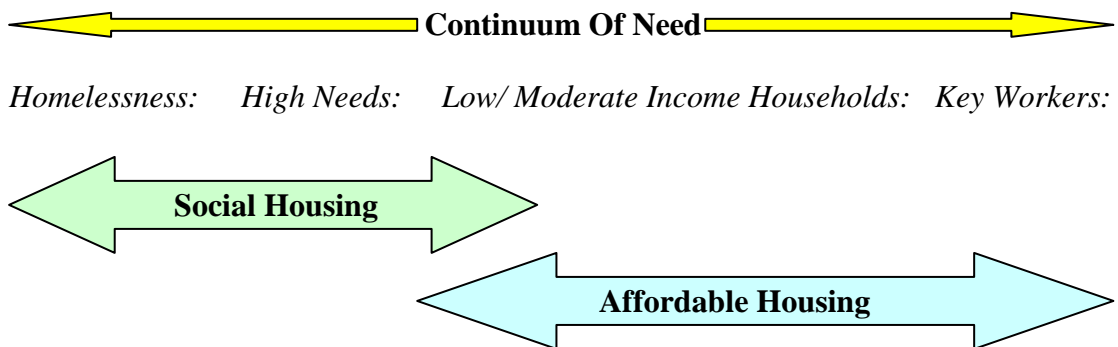 Continuum Of Need
Homelessness: High Needs: Low/ Moderate Income Households: Key Workers:
Social Housing
Affordable Housing